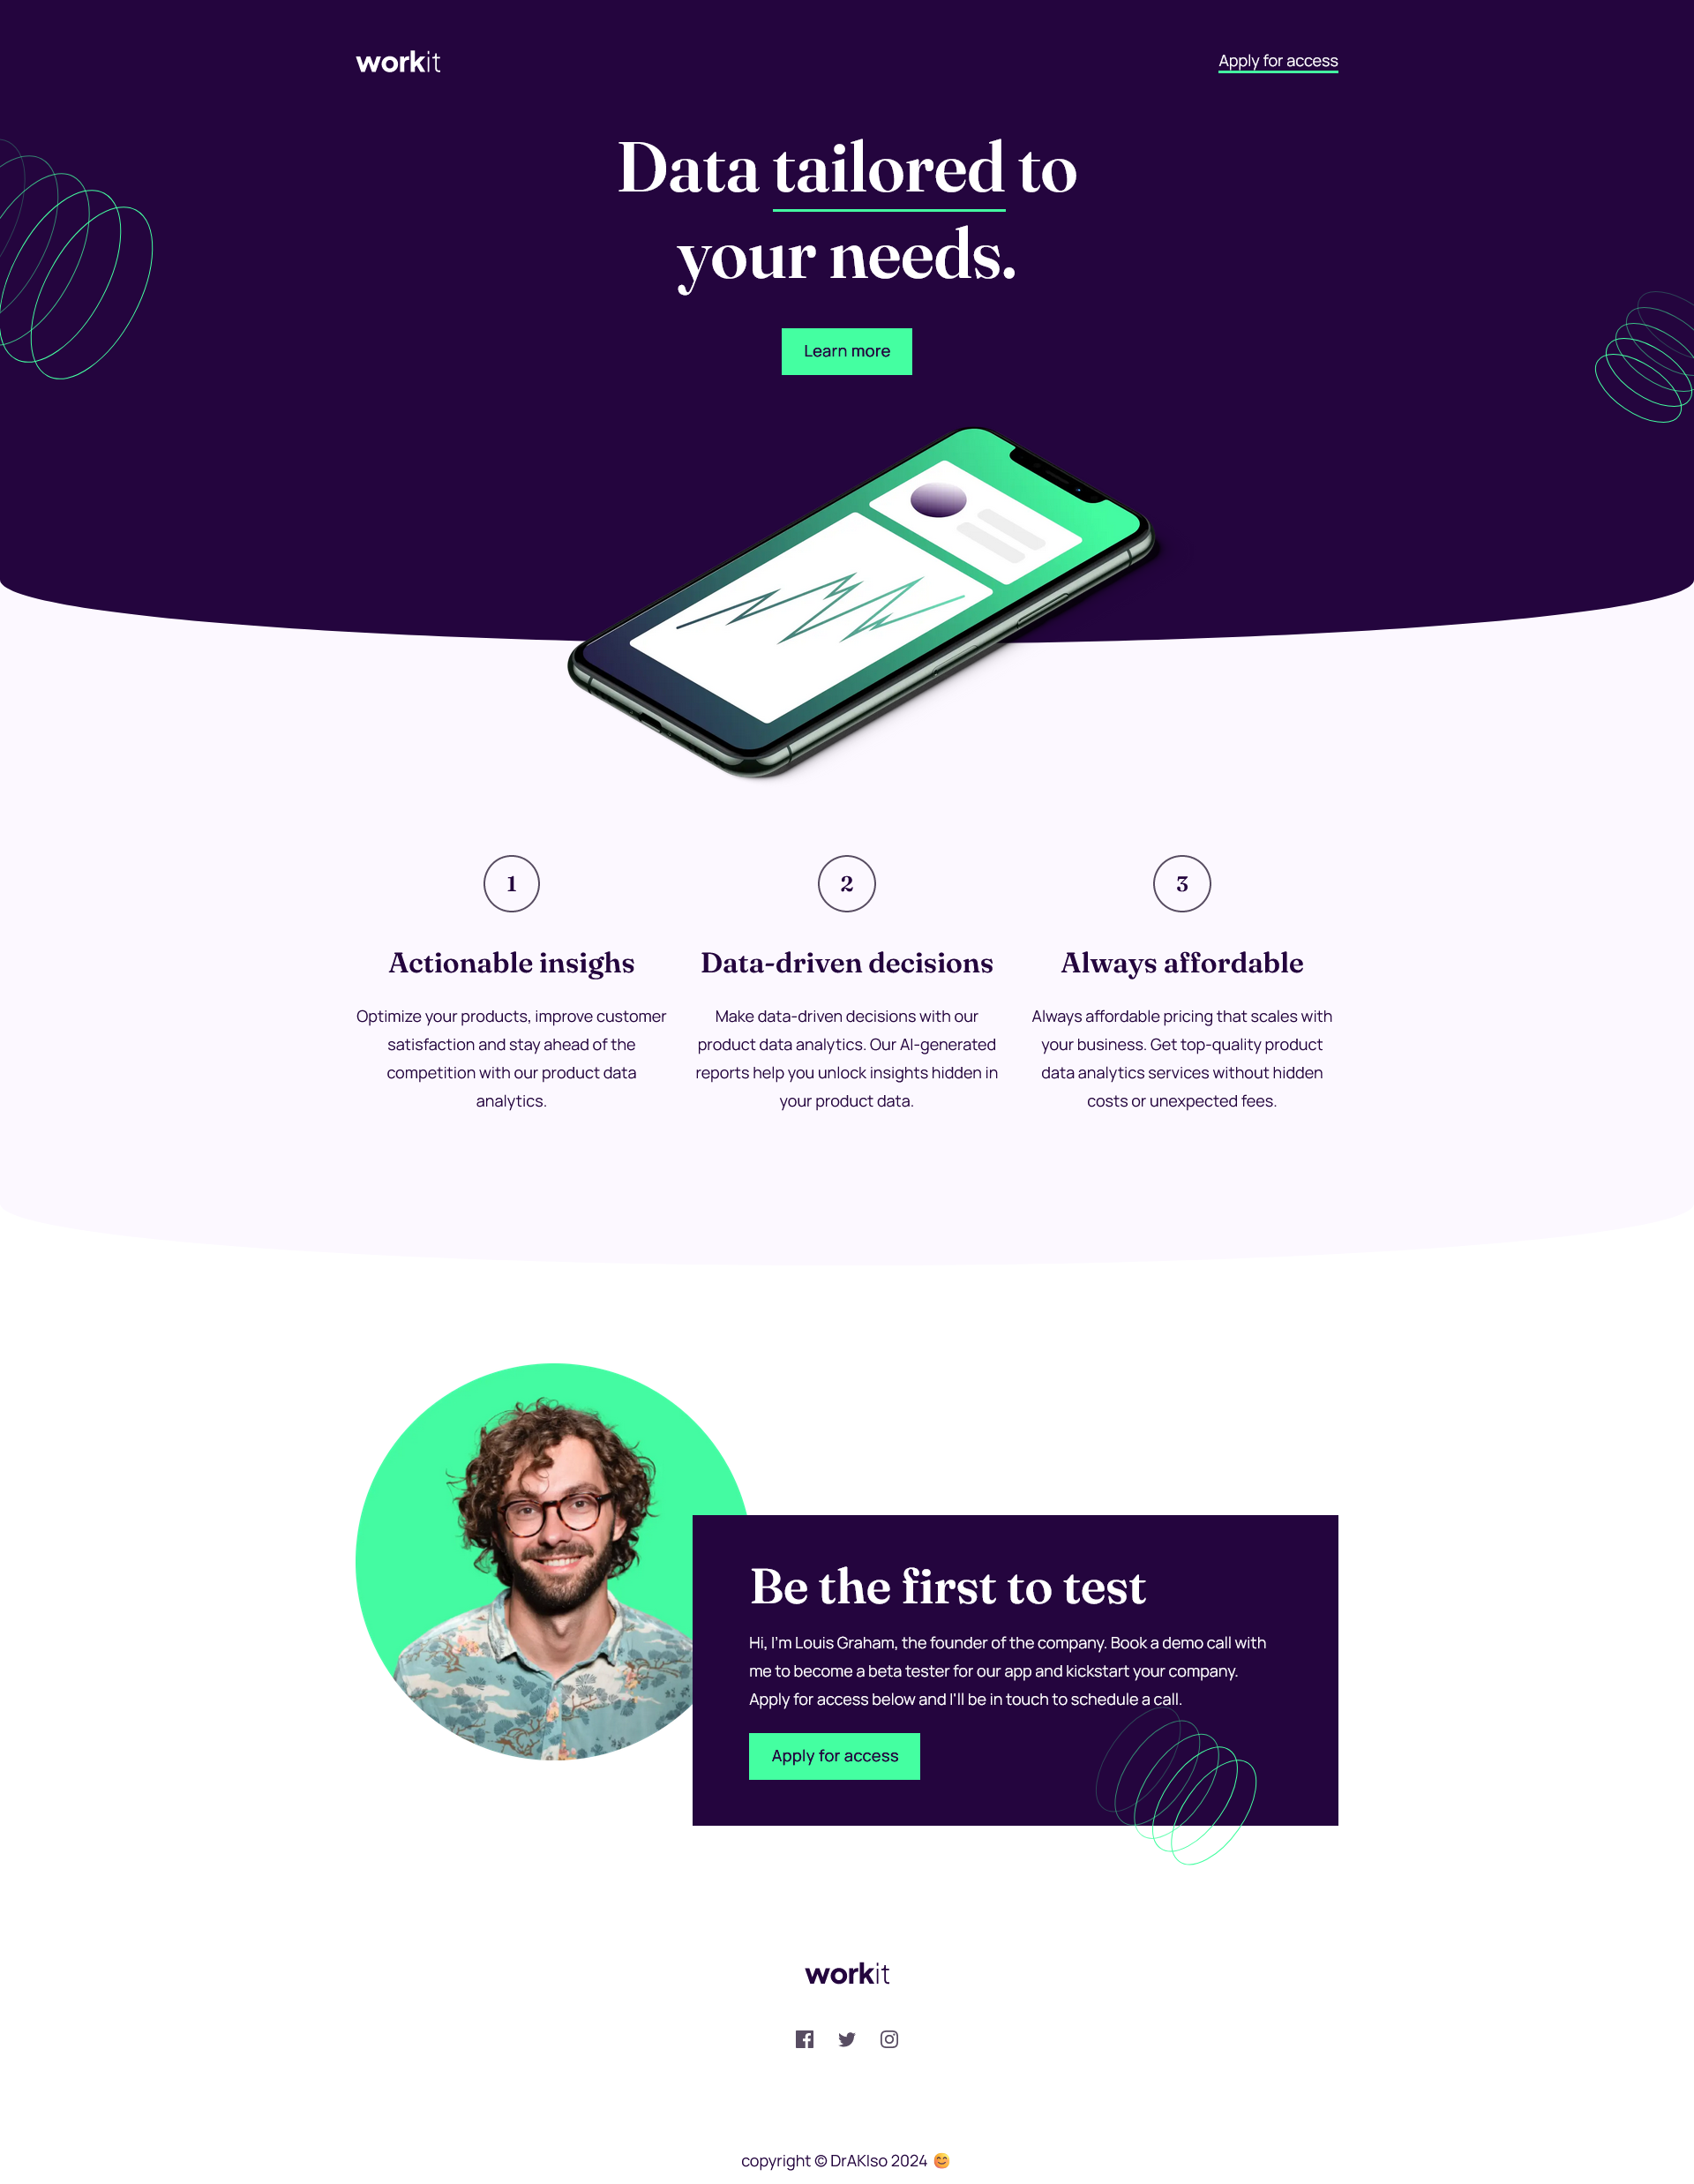 workit
Apply for access
Data tailored to
your needs.
Learn more
1
Actionable insighs
Optimize your products, improve customer
satisfaction and stay ahead of the
competition with our product data
analytics.
2
Data-driven decisions
Make data-driven decisions with our
product data analytics. Our AI-generated
reports help you unlock insights hidden in
your product data.
3
Always affordable
Always affordable pricing that scales with
your business. Get top-quality product
data analytics services without hidden
costs or unexpected fees.
Be the first to test
Hi, I'm Louis Graham, the founder of the company. Book a demo call with
me to become a beta tester for our app and kickstart your company.
Apply for access below and I'll be in touch to schedule a call.
Apply for access
workit
copyright © DrAKIso 2024 😊